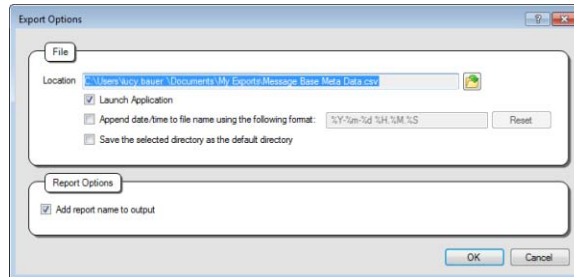 Export Options
File
Location C:\Users\lucy.bauer \Documents\My Exports\Message Base Meta Data.csv
Launch Application
Append date/time to file name using the following format: %Y-%m-%d %H.%M.%S Reset
Save the selected directory as the default directory
Report Options
Add report name to output
OK Cancel